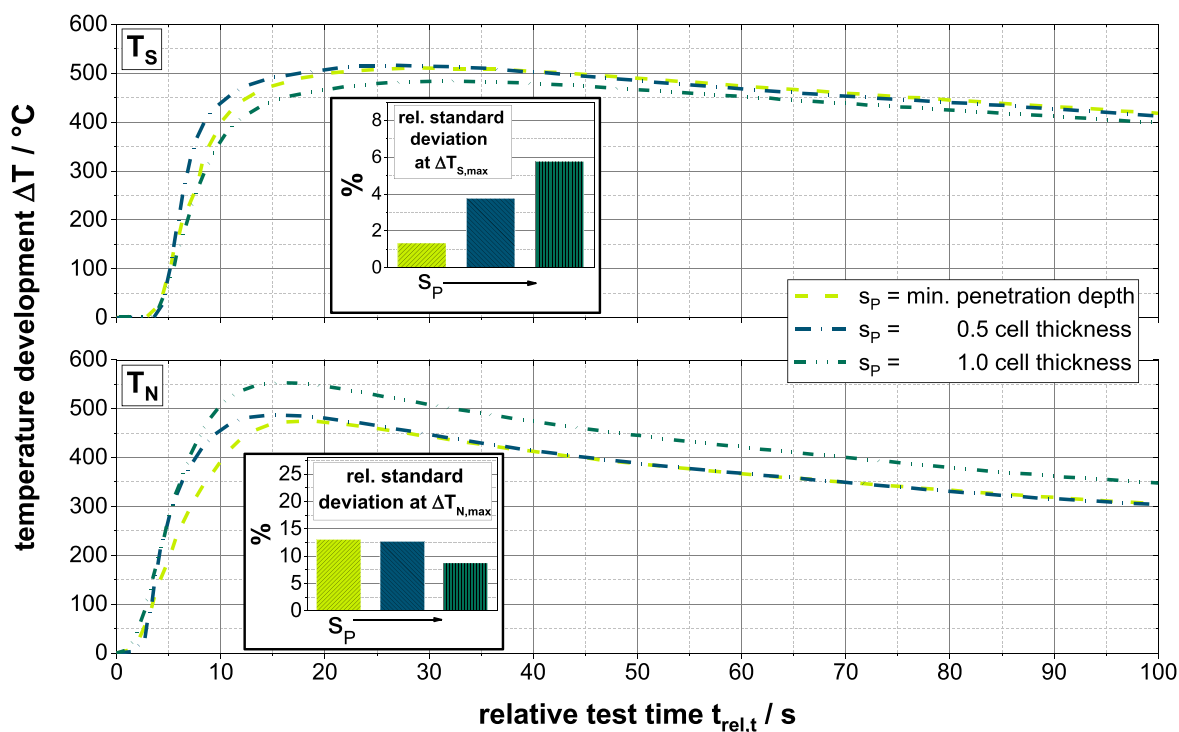 temperature development ΔT / °C
600
500
400
300
200
100
0
T_S
8
6
4
2
0
%
rel. standard
deviation
at ΔT_S,max
s_P
s_P = min. penetration depth
s_P = 0.5 cell thickness
s_P = 1.0 cell thickness
600
500
400
300
200
100
0
T_N
25
20
15
10
5
0
%
rel. standard
deviation at ΔT_N,max
s_P
0 10 20 30 40 50 60 70 80 90 100
relative test time t_rel.t / s